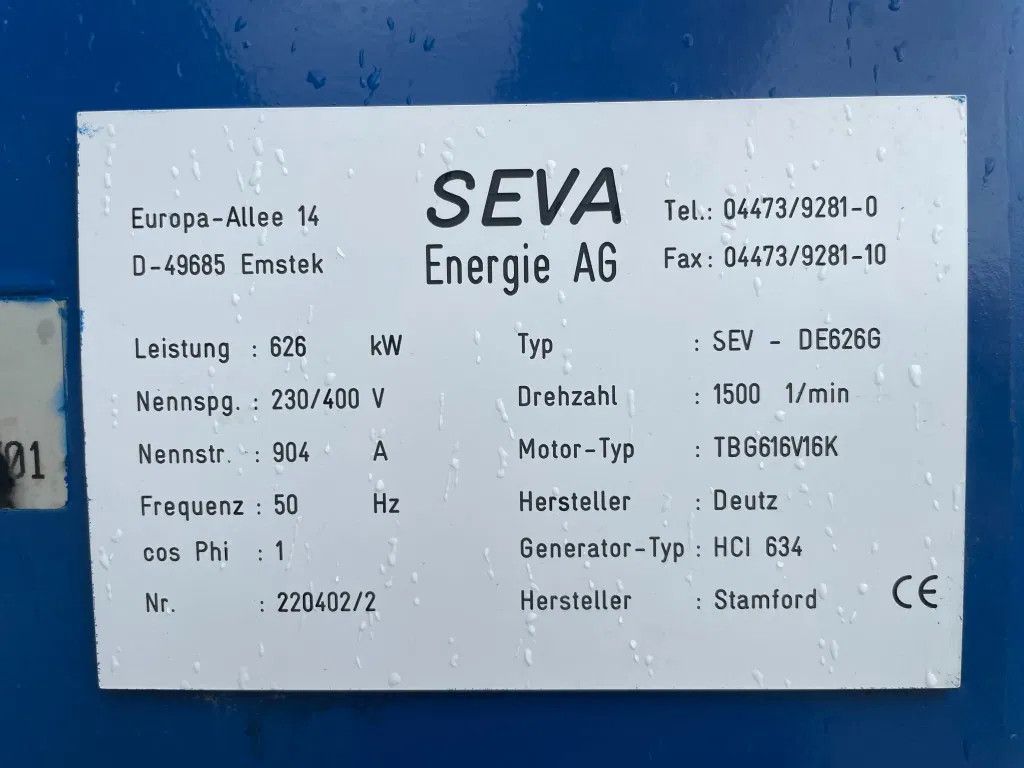 SEVA
Energie AG
Europa-Allee 14
D-49685 Emstek
Tel.: 04473/9281-0
Fax: 04473/9281-10
Leistung : 626 kW
Nennspg. : 230/400 V
Nennstr. : 904 A
Frequenz : 50 Hz
cos Phi : 1
Nr. : 220402/2
Typ : SEV - DE626G
Drehzahl : 1500 1/min
Motor-Typ : TBG616V16K
Hersteller : Deutz
Generator-Typ : HCI 634
Hersteller : Stamford
CE
01